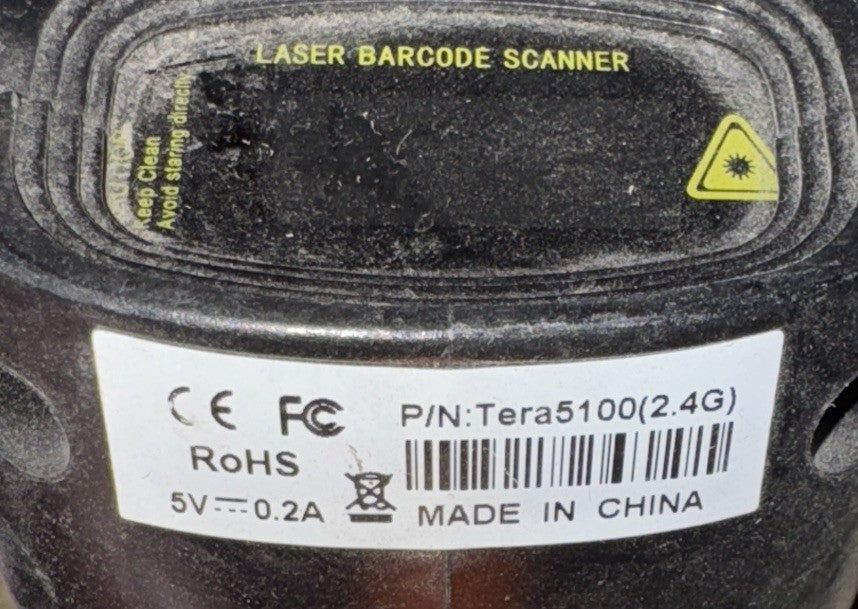 LASER BARCODE SCANNER
Keep Clean
Avoid staring directly
CE FC P/N:Tera5100(2.4G)
RoHS
5V⎓0.2A MADE IN CHINA